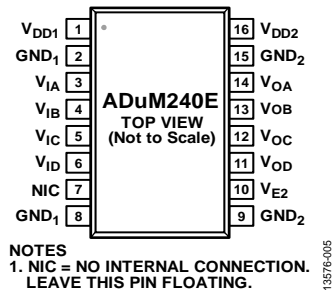 VDD1 1 16 VDD2
GND1 2 15 GND2
VIA 3 14 VOA
VIB 4 13 VOB
VIC 5 12 VOC
VID 6 11 VOD
NIC 7 10 VE2
GND1 8 9 GND2
ADuM240E
TOP VIEW
(Not to Scale)
NOTES
1. NIC = NO INTERNAL CONNECTION.
LEAVE THIS PIN FLOATING.
13576-005